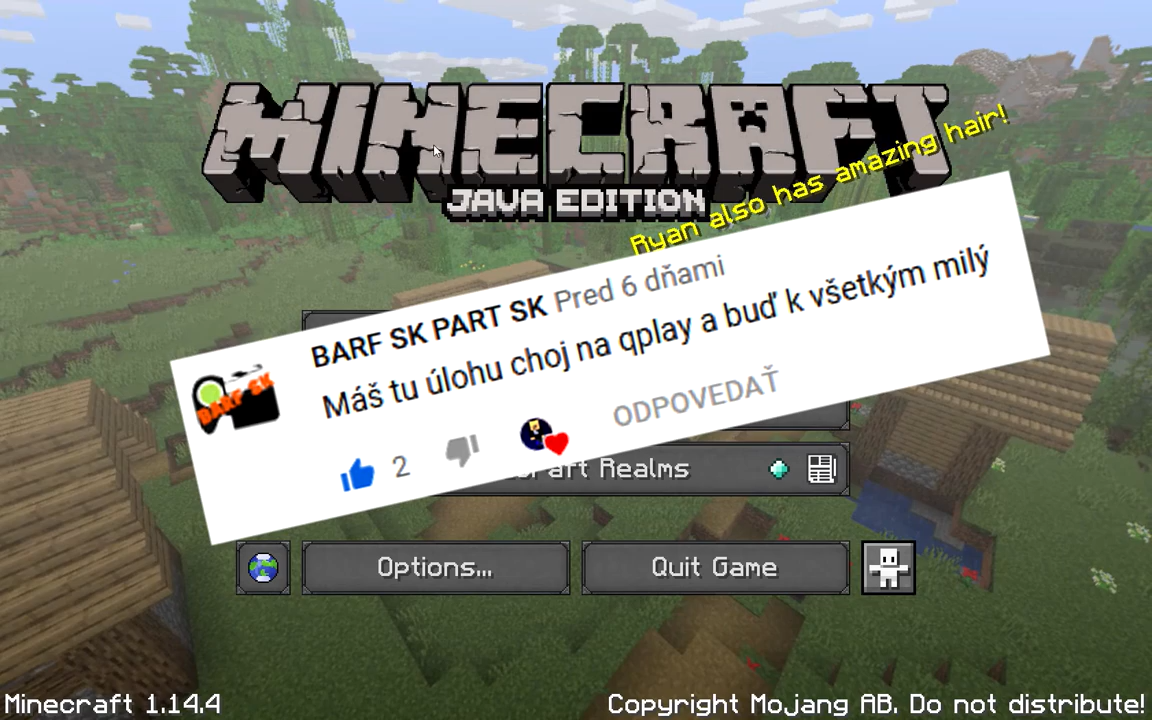 MINECRAFT
JAVA EDITION
Ryan also has amazing hair!
BARF SK PART SK Pred 6 dňami
Máš tu úlohu choj na qplay a buď k všetkým milý
BARF SK
2
ODPOVEDAŤ
craft Realms
Options...
Quit Game
Minecraft 1.14.4
Copyright Mojang AB. Do not distribute!